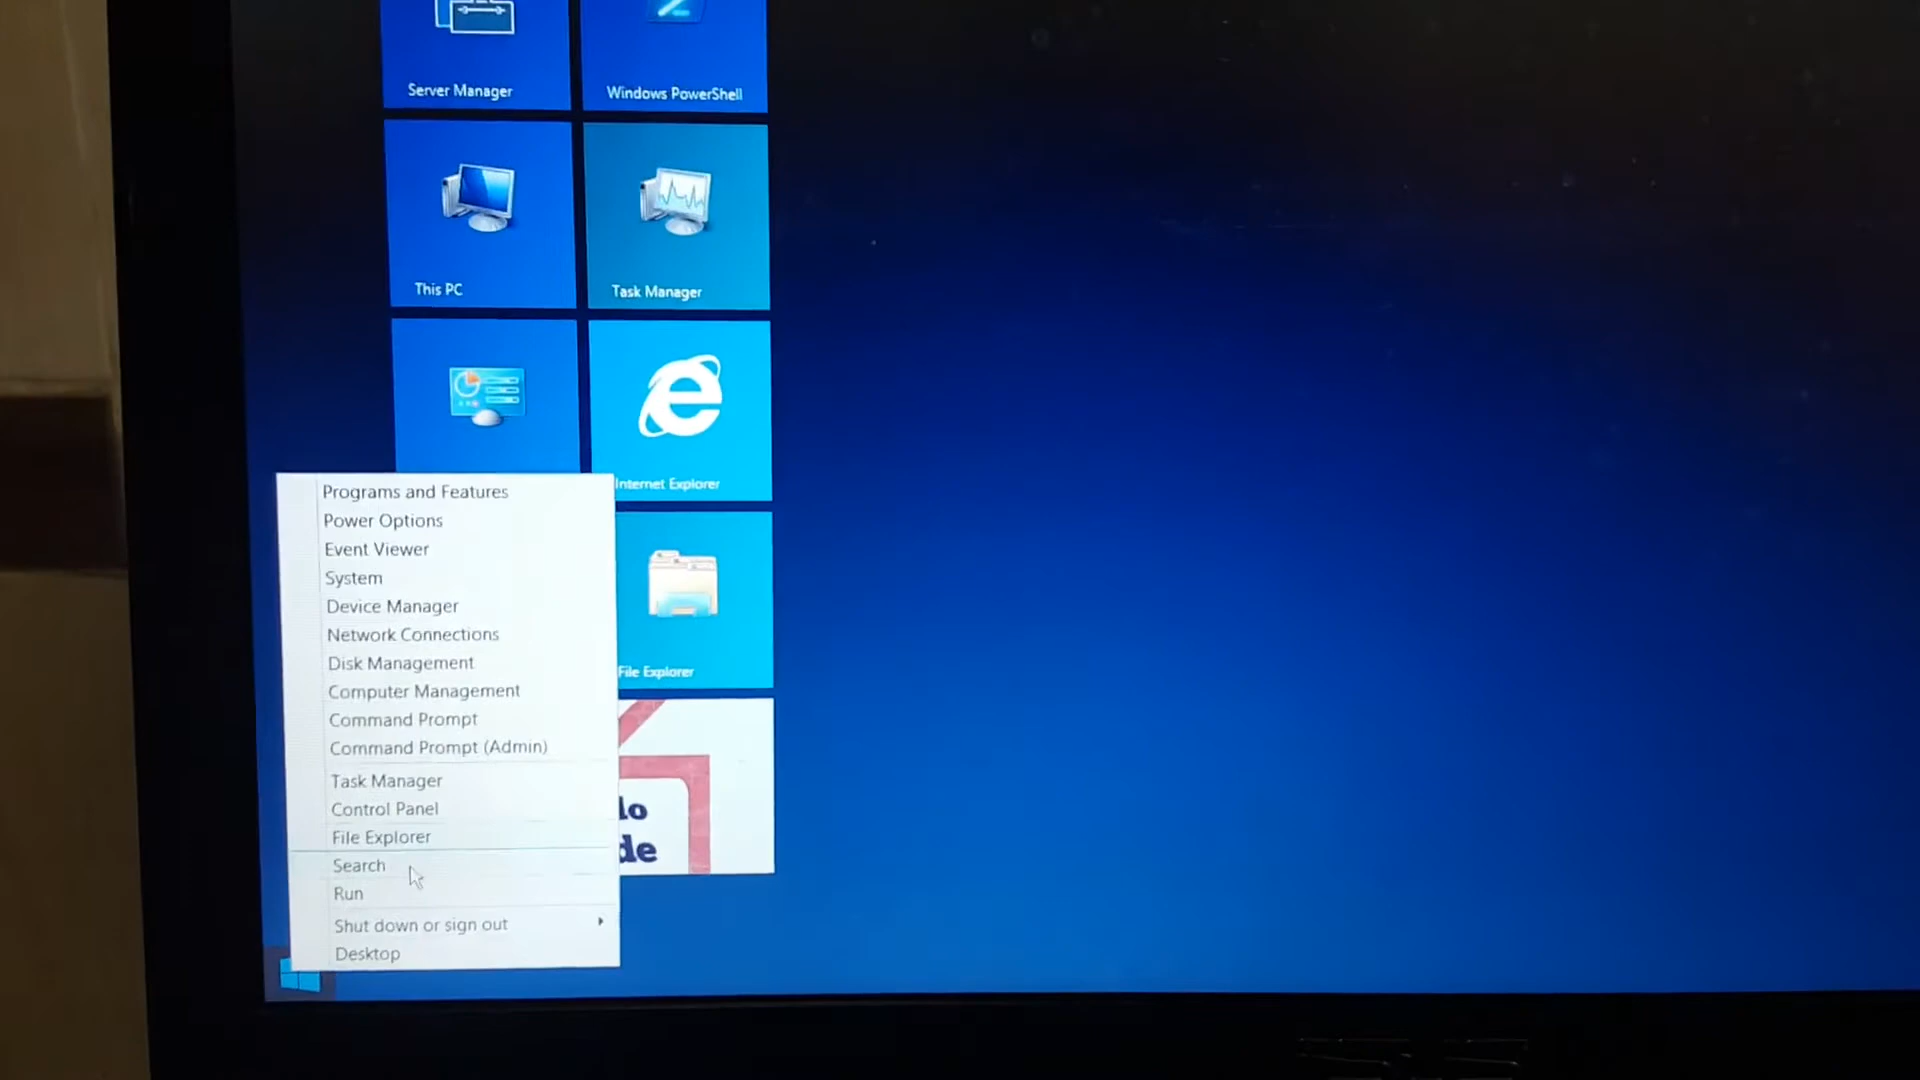 Server Manager
Windows PowerShell
This PC
Task Manager
Internet Explorer
File Explorer
lo
de
Programs and Features
Power Options
Event Viewer
System
Device Manager
Network Connections
Disk Management
Computer Management
Command Prompt
Command Prompt (Admin)
Task Manager
Control Panel
File Explorer
Search
Run
Shut down or sign out
Desktop